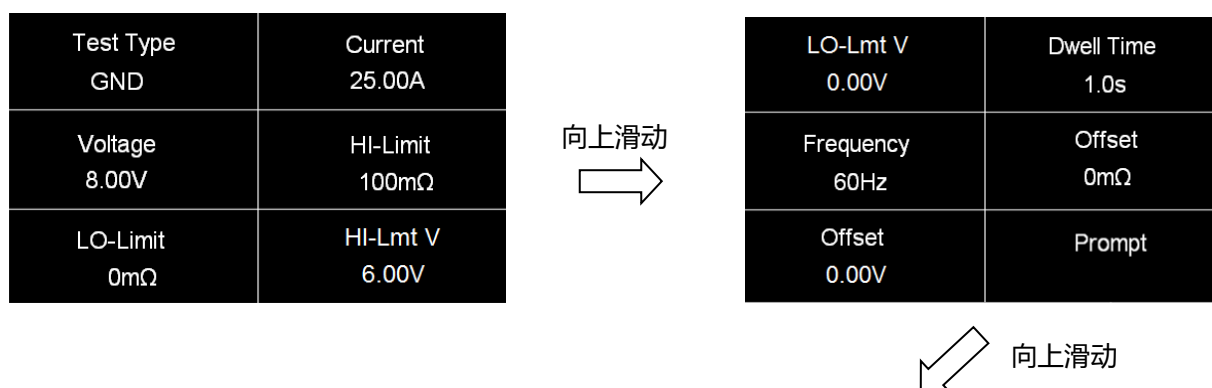 Test Type
GND
Current
25.00A
Voltage
8.00V
HI-Limit
100mΩ
LO-Limit
0mΩ
HI-Lmt V
6.00V
向上滑动
LO-Lmt V
0.00V
Dwell Time
1.0s
Frequency
60Hz
Offset
0mΩ
Offset
0.00V
Prompt
向上滑动